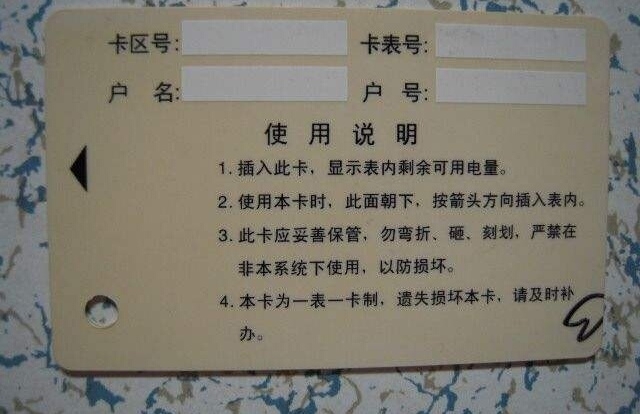 卡区号: 卡表号:
户 名: 户 号:
使 用 说 明
1. 插入此卡，显示表内剩余可用电量。
2. 使用本卡时，此面朝下，按箭头方向插入表内。
3. 此卡应妥善保管，勿弯折、砸、刻划，严禁在
非本系统下使用，以防损坏。
4. 本卡为一表一卡制，遗失损坏本卡，请及时补
办。